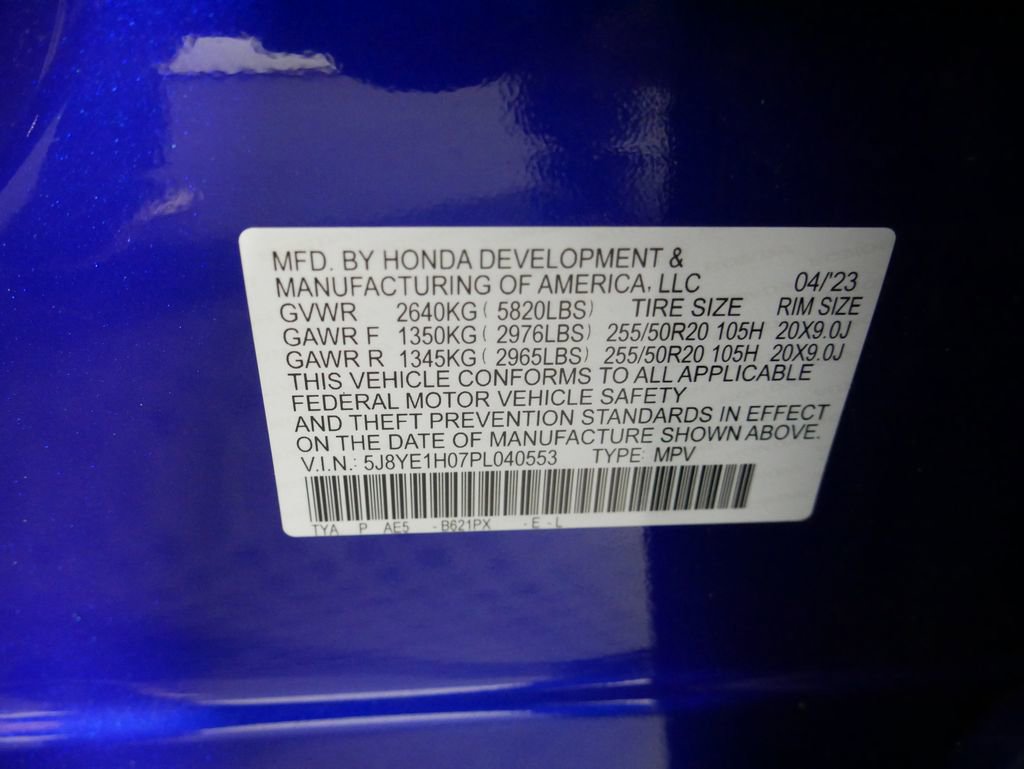 MFD. BY HONDA DEVELOPMENT &
MANUFACTURING OF AMERICA, LLC 04/'23
GVWR 2640KG ( 5820LBS) TIRE SIZE RIM SIZE
GAWR F 1350KG ( 2976LBS) 255/50R20 105H 20X9.0J
GAWR R 1345KG ( 2965LBS) 255/50R20 105H 20X9.0J
THIS VEHICLE CONFORMS TO ALL APPLICABLE
FEDERAL MOTOR VEHICLE SAFETY
AND THEFT PREVENTION STANDARDS IN EFFECT
ON THE DATE OF MANUFACTURE SHOWN ABOVE.
V.I.N.: 5J8YE1H07PL040553 TYPE: MPV
TYA P AE5 -B621PX -E -L